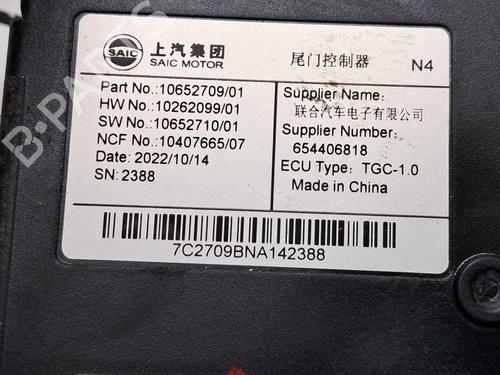 SAIC 上汽集团 尾门控制器 N4
SAIC MOTOR
Part No.:10652709/01 Supplier Name:
HW No.:10262099/01 联合汽车电子有限公司
SW No.:10652710/01 Supplier Number:
NCF No.:10407665/07 654406818
Date:2022/10/14 ECU Type: TGC-1.0
SN:2388 Made in China
7C2709BNA142388
B-PARTS